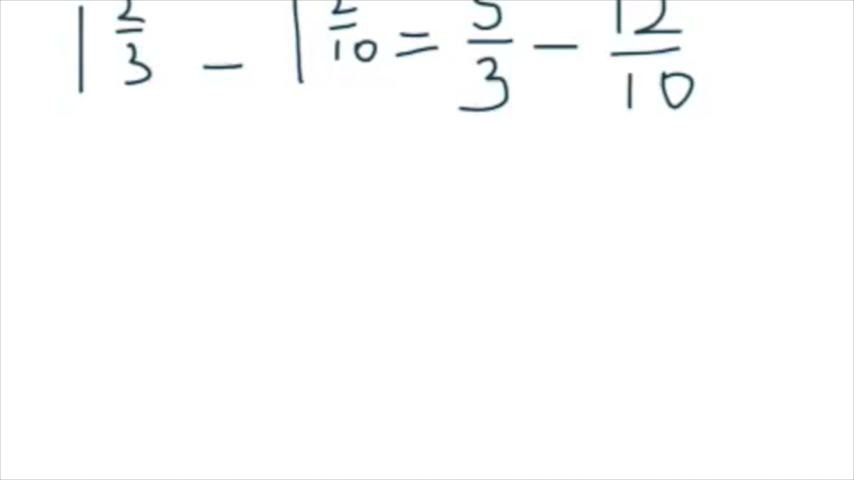 1 2/3 - 1 2/10 = 5/3 - 12/10